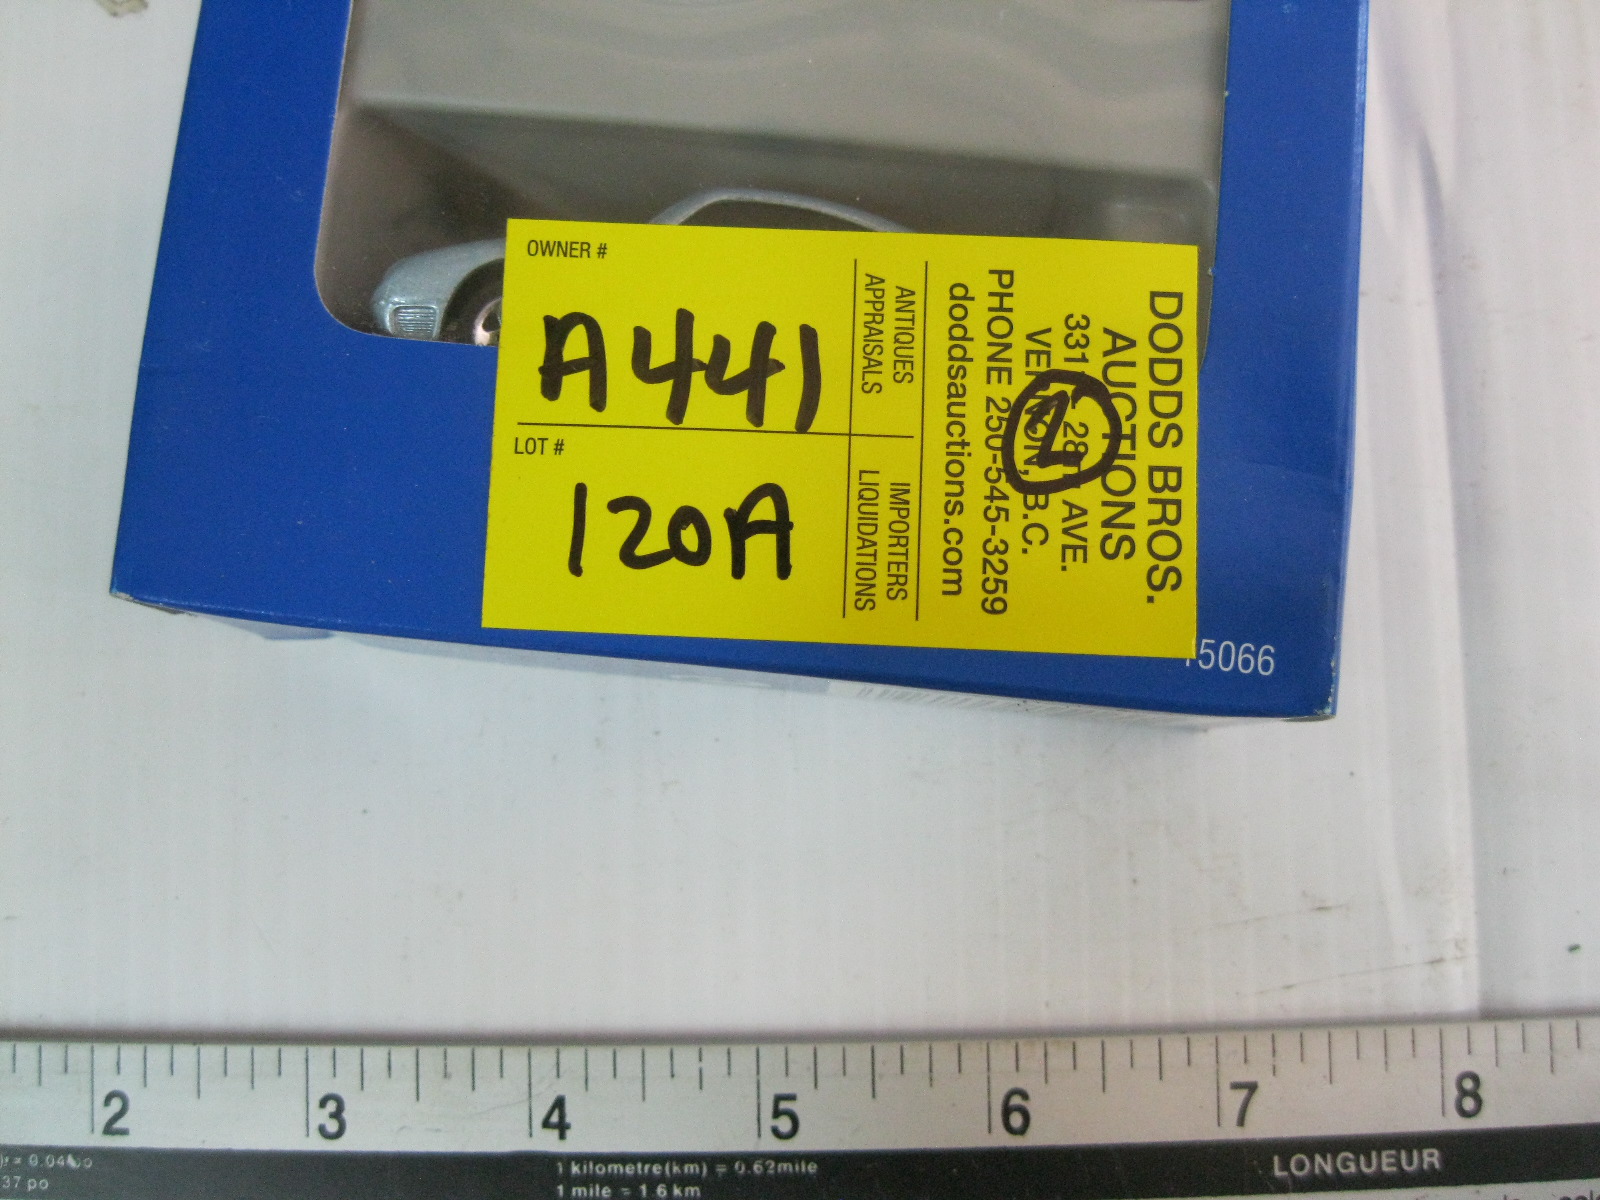 OWNER #
A441
LOT #
120A
ANTIQUES
APPRAISALS
IMPORTERS
LIQUIDATIONS
DODDS BROS.
AUCTIONS
AVE.
B.C.
PHONE 250-545-3259
doddsauctions.com
2
5066
2 3 4 5 6 7 8
1 kilometre(km) = 0.62mile
1 mile = 1.6 km
LONGUEUR
37 po